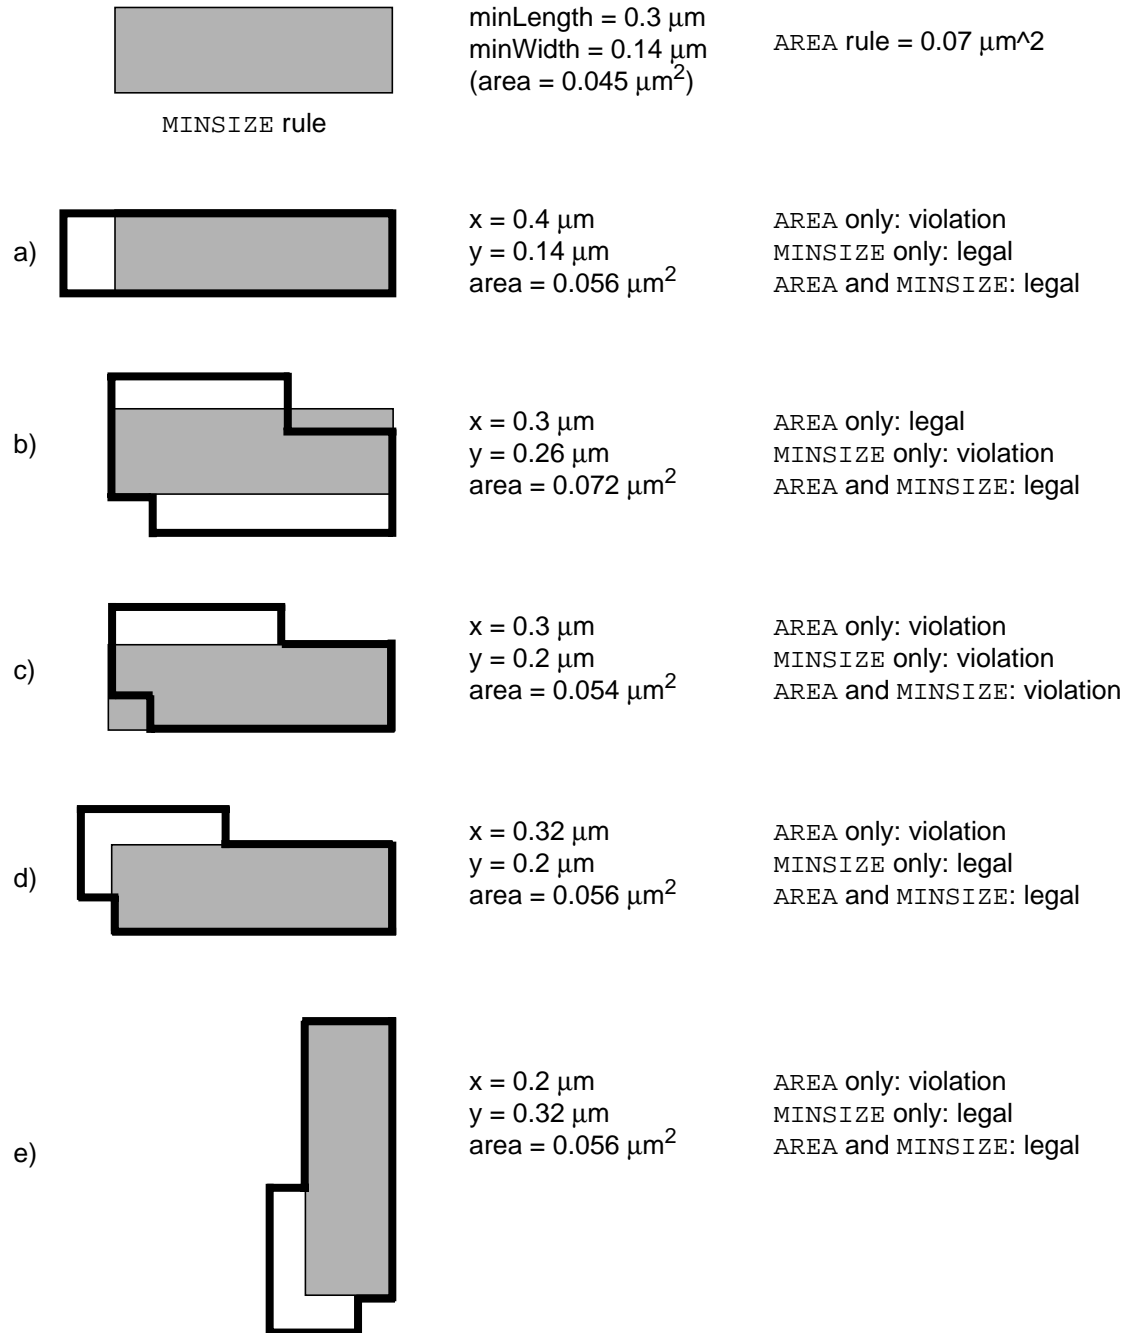 minLength = 0.3 μm
minWidth = 0.14 μm
(area = 0.045 μm²)
AREA rule = 0.07 μm^2
MINSIZE rule
a)
x = 0.4 μm
y = 0.14 μm
area = 0.056 μm²
AREA only: violation
MINSIZE only: legal
AREA and MINSIZE: legal
b)
x = 0.3 μm
y = 0.26 μm
area = 0.072 μm²
AREA only: legal
MINSIZE only: violation
AREA and MINSIZE: legal
c)
x = 0.3 μm
y = 0.2 μm
area = 0.054 μm²
AREA only: violation
MINSIZE only: violation
AREA and MINSIZE: violation
d)
x = 0.32 μm
y = 0.2 μm
area = 0.056 μm²
AREA only: violation
MINSIZE only: legal
AREA and MINSIZE: legal
e)
x = 0.2 μm
y = 0.32 μm
area = 0.056 μm²
AREA only: violation
MINSIZE only: legal
AREA and MINSIZE: legal